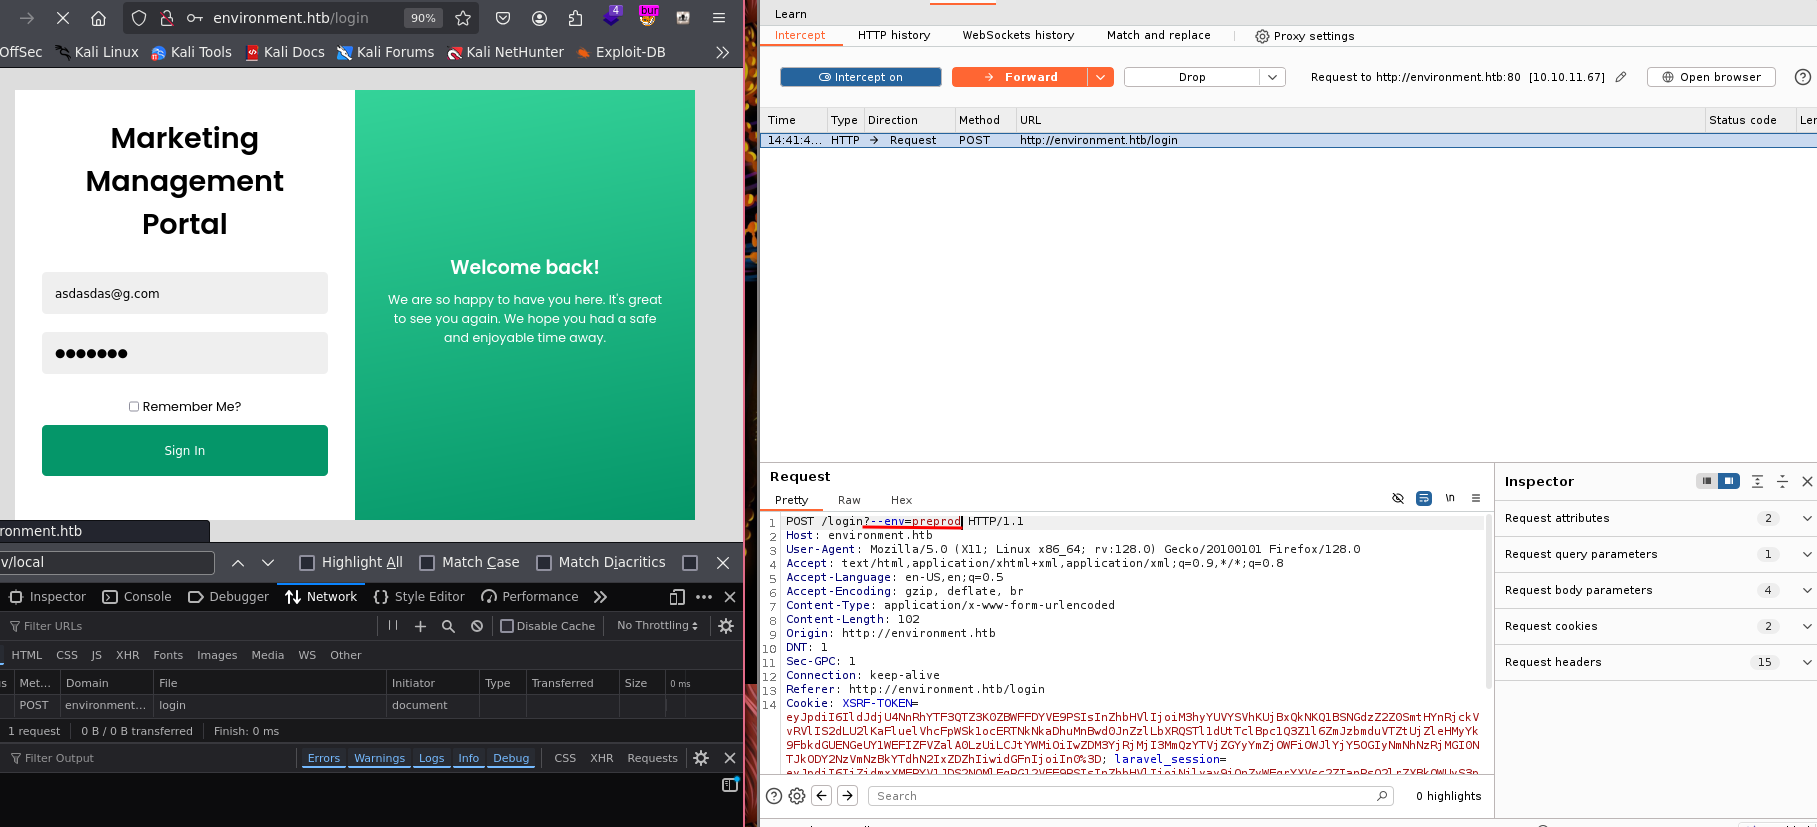 environment.htb/login
90%
4
bur
OffSec
Kali Linux
Kali Tools
Kali Docs
Kali Forums
Kali NetHunter
Exploit-DB
Marketing
Management
Portal
asdasdas@g.com
Remember Me?
Sign In
Welcome back!
We are so happy to have you here. It's great
to see you again. We hope you had a safe
and enjoyable time away.
ronment.htb
v/local
Highlight All
Match Case
Match Diacritics
Inspector
Console
Debugger
Network
Style Editor
Performance
Filter URLs
Disable Cache
No Throttling
HTML CSS JS XHR Fonts Images Media WS Other
s Met... Domain File Initiator Type Transferred Size 0 ms
POST environment... login document
1 request 0 B / 0 B transferred Finish: 0 ms
Filter Output
Errors Warnings Logs Info Debug CSS XHR Requests
Learn
Intercept HTTP history WebSockets history Match and replace Proxy settings
Intercept on
Forward
Drop
Request to http://environment.htb:80 [10.10.11.67]
Open browser
Time Type Direction Method URL Status code Ler
14:41:4... HTTP Request POST http://environment.htb/login
Request
Pretty Raw Hex
\n
1 POST /login?--env=preprod HTTP/1.1
2 Host: environment.htb
3 User-Agent: Mozilla/5.0 (X11; Linux x86_64; rv:128.0) Gecko/20100101 Firefox/128.0
4 Accept: text/html,application/xhtml+xml,application/xml;q=0.9,*/*;q=0.8
5 Accept-Language: en-US,en;q=0.5
6 Accept-Encoding: gzip, deflate, br
7 Content-Type: application/x-www-form-urlencoded
8 Content-Length: 102
9 Origin: http://environment.htb
10 DNT: 1
11 Sec-GPC: 1
12 Connection: keep-alive
13 Referer: http://environment.htb/login
14 Cookie: XSRF-TOKEN=
laravel_session=
Search
0 highlights
Inspector
Request attributes 2
Request query parameters 1
Request body parameters 4
Request cookies 2
Request headers 15